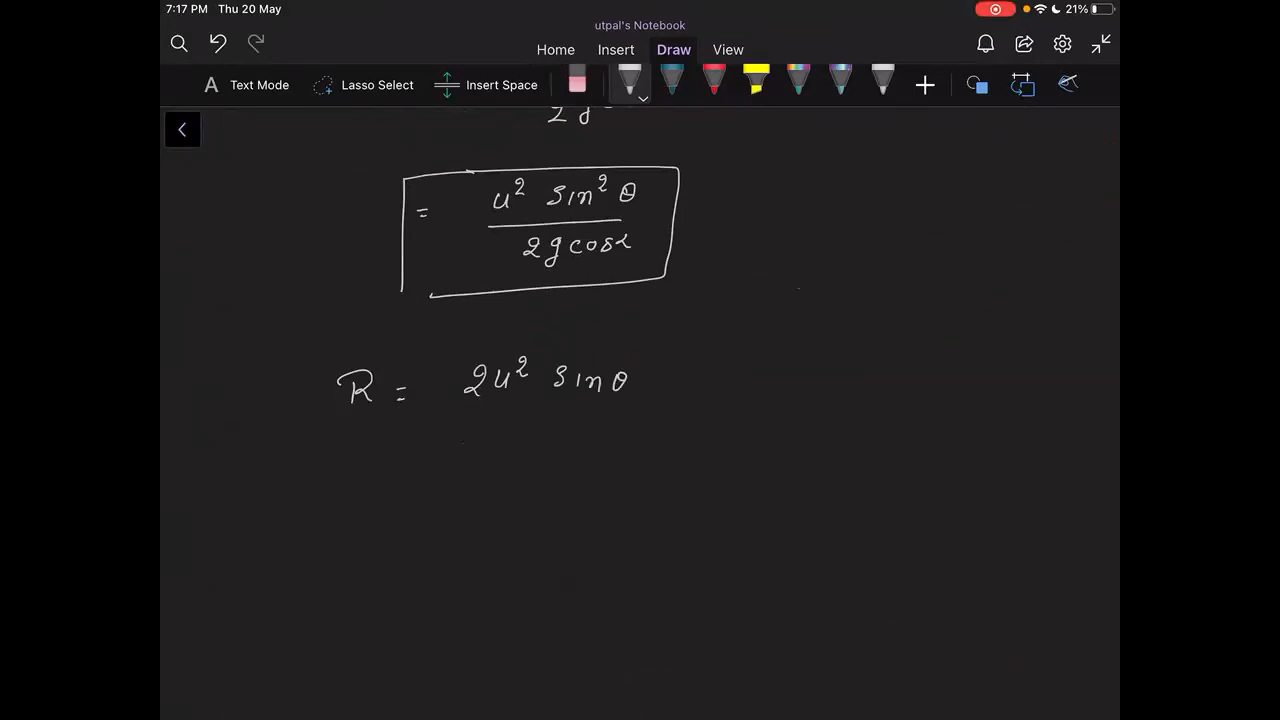 7:17 PM Thu 20 May
21%
utpal's Notebook
Home Insert Draw View
A Text Mode Lasso Select Insert Space
2g
= u² sin² θ
2g cosα
R = 2u² sinθ